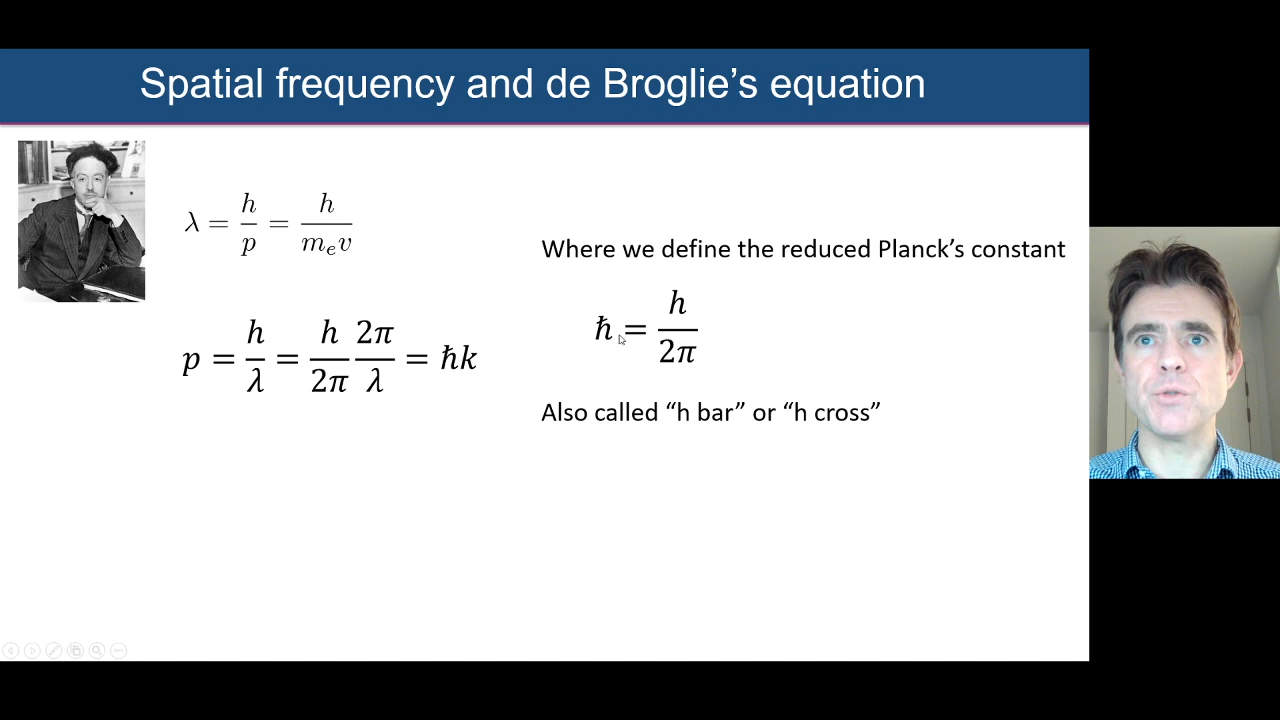 Spatial frequency and de Broglie's equation
λ = h/p = h/(mₑv)
Where we define the reduced Planck's constant
p = h/λ = h/2π 2π/λ = ħk
ħ = h/2π
Also called “h bar” or “h cross”